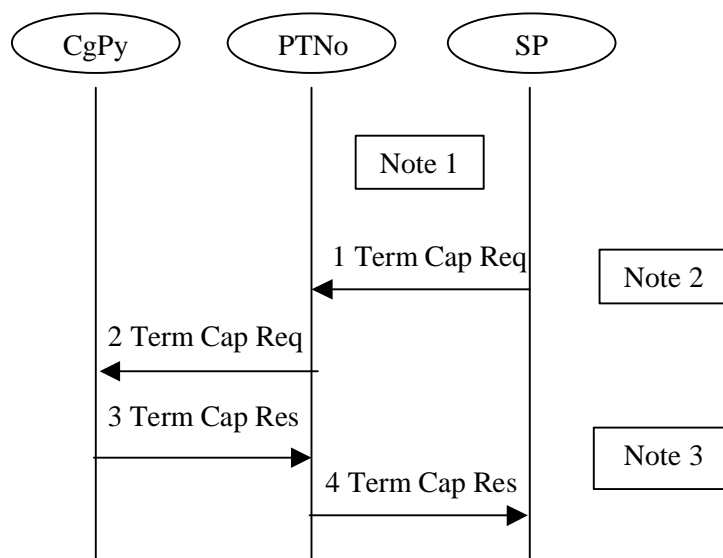 CgPy PTNo SP
Note 1
1 Term Cap Req
Note 2
2 Term Cap Req
3 Term Cap Res
Note 3
4 Term Cap Res